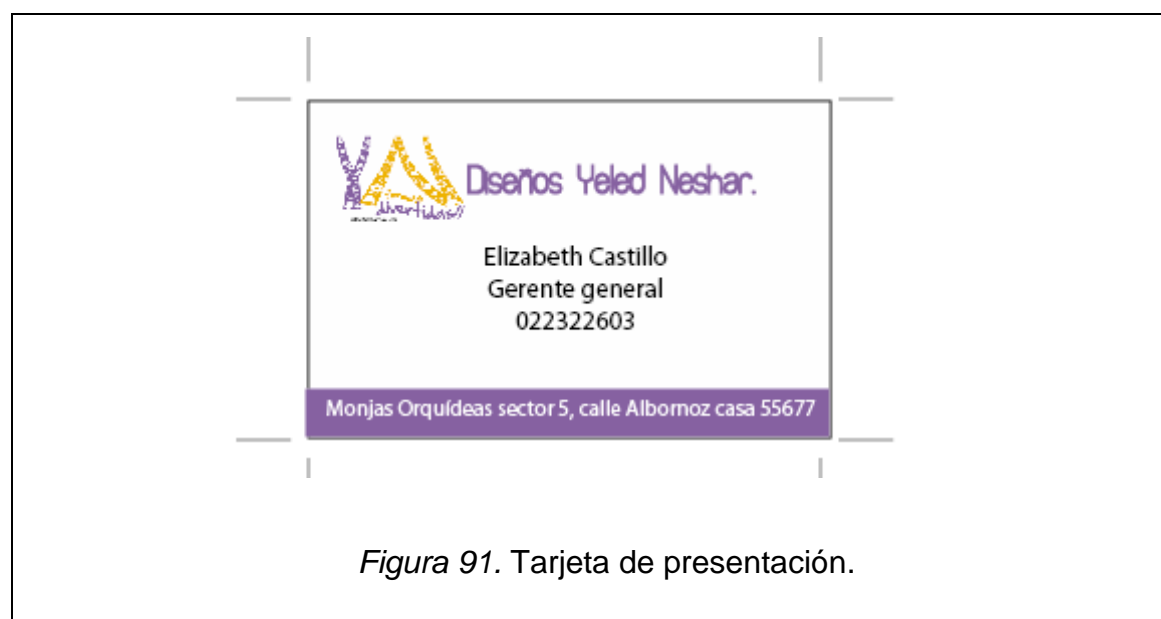 Diseños Yeled Neshar.
divertidas//
Elizabeth Castillo
Gerente general
022322603
Monjas Orquídeas sector 5, calle Albornoz casa 55677
Figura 91. Tarjeta de presentación.